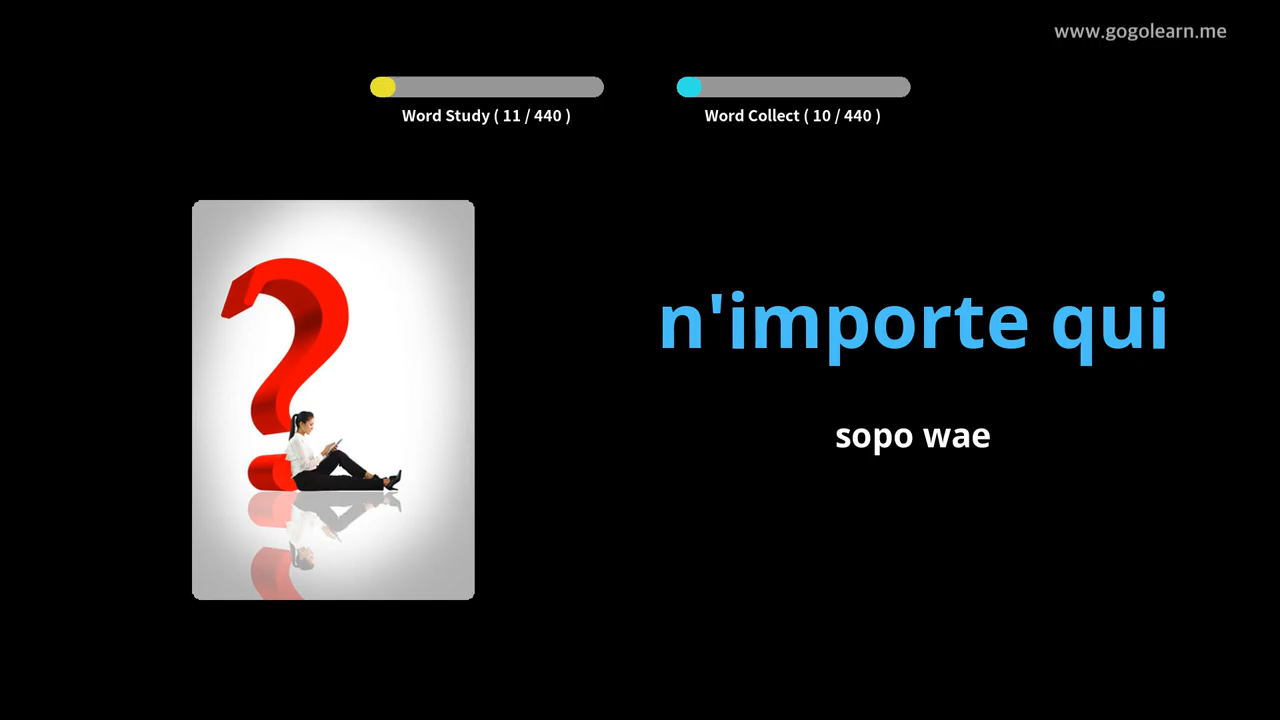 www.gogolearn.me
Word Study ( 11 / 440 )
Word Collect ( 10 / 440 )
n'importe qui
sopo wae